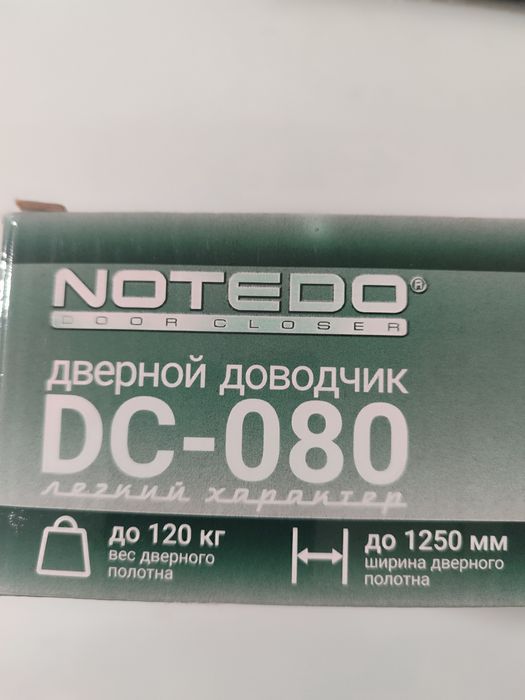 NOTEDO®
DOOR CLOSER
дверной доводчик
DC-080
легкий характер
до 120 кг
вес дверного
полотна
до 1250 мм
ширина дверного
полотна